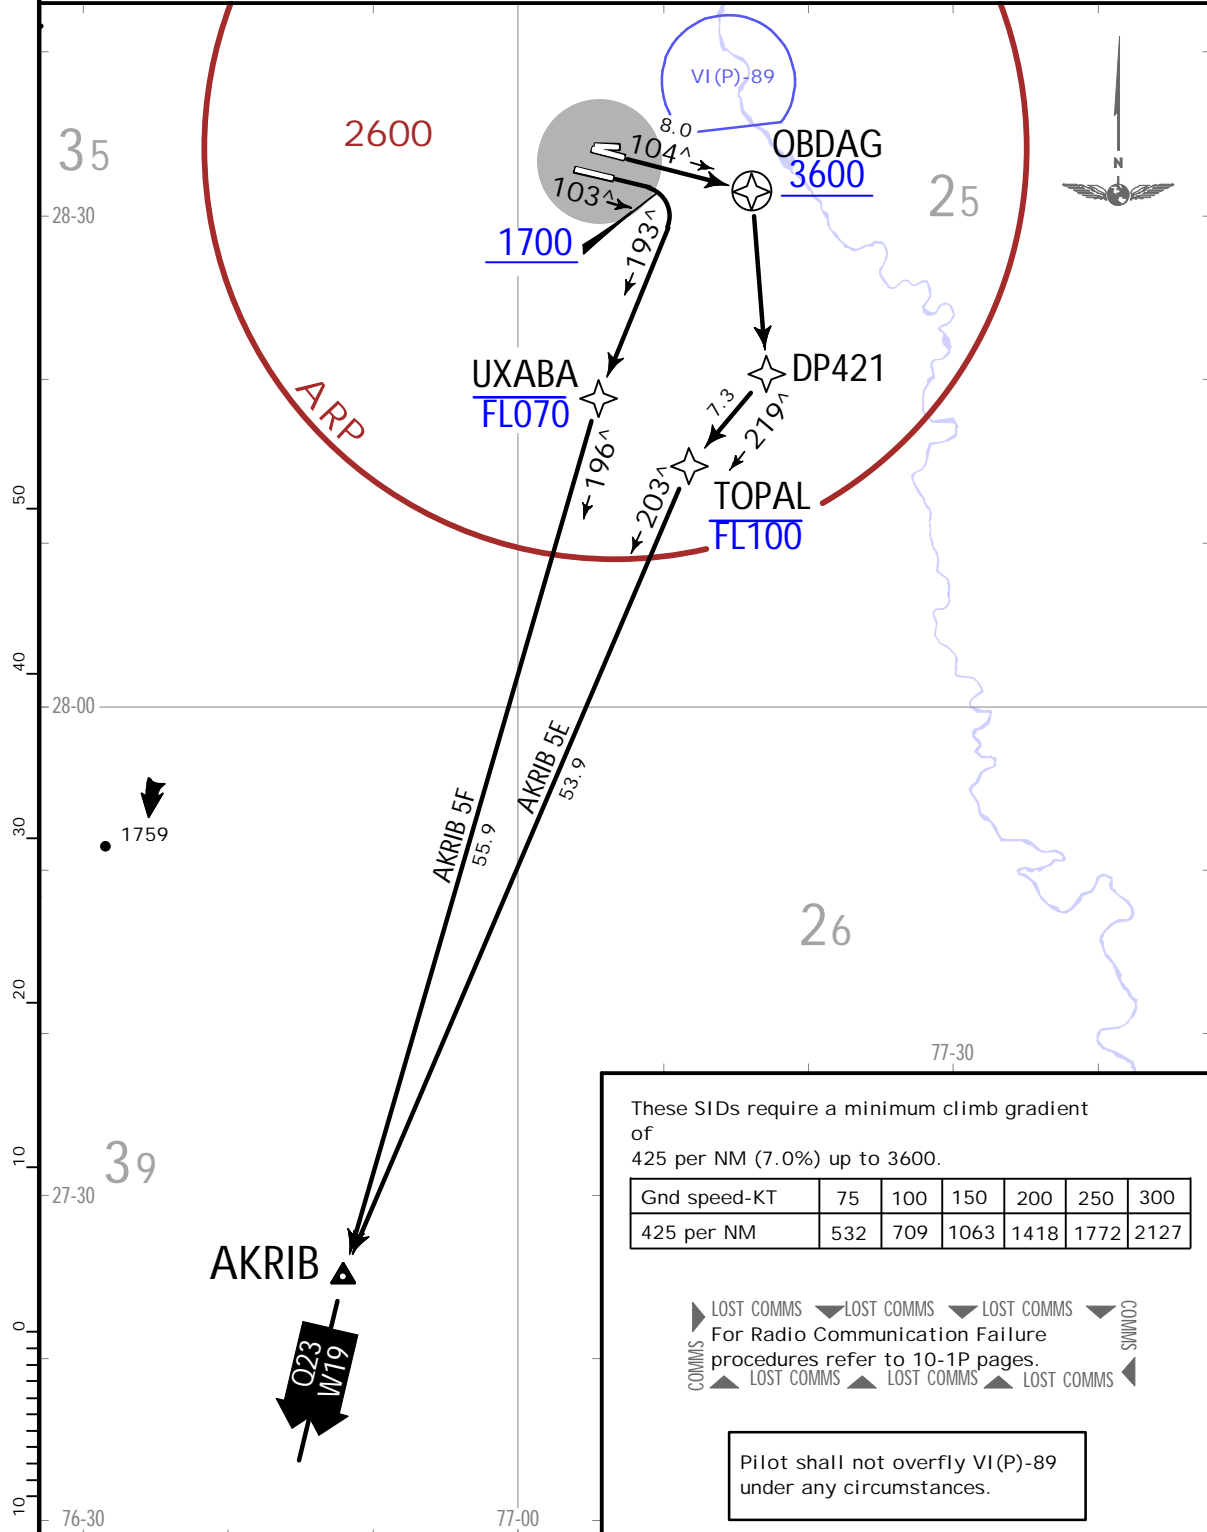 VI(P)-89
8.0
OBDAG
35
2600
104^
3600
25
N
103^
28-30
1700
193^
UXABA
FL070
DP421
ARP
7.3
219^
196^
203^
TOPAL
FL100
50
40
28-00
AKRIB 5E
53.9
AKRIB 5F
55.9
30
1759
26
20
77-30
These SIDs require a minimum climb gradient
of
425 per NM (7.0%) up to 3600.
Gnd speed-KT 75 100 150 200 250 300
425 per NM 532 709 1063 1418 1772 2127
10
39
27-30
AKRIB
LOST COMMS LOST COMMS LOST COMMS COMMS
For Radio Communication Failure
procedures refer to 10-1P pages.
COMMS LOST COMMS LOST COMMS LOST COMMS
0
Q23
W19
Pilot shall not overfly VI(P)-89
under any circumstances.
10
76-30
77-00